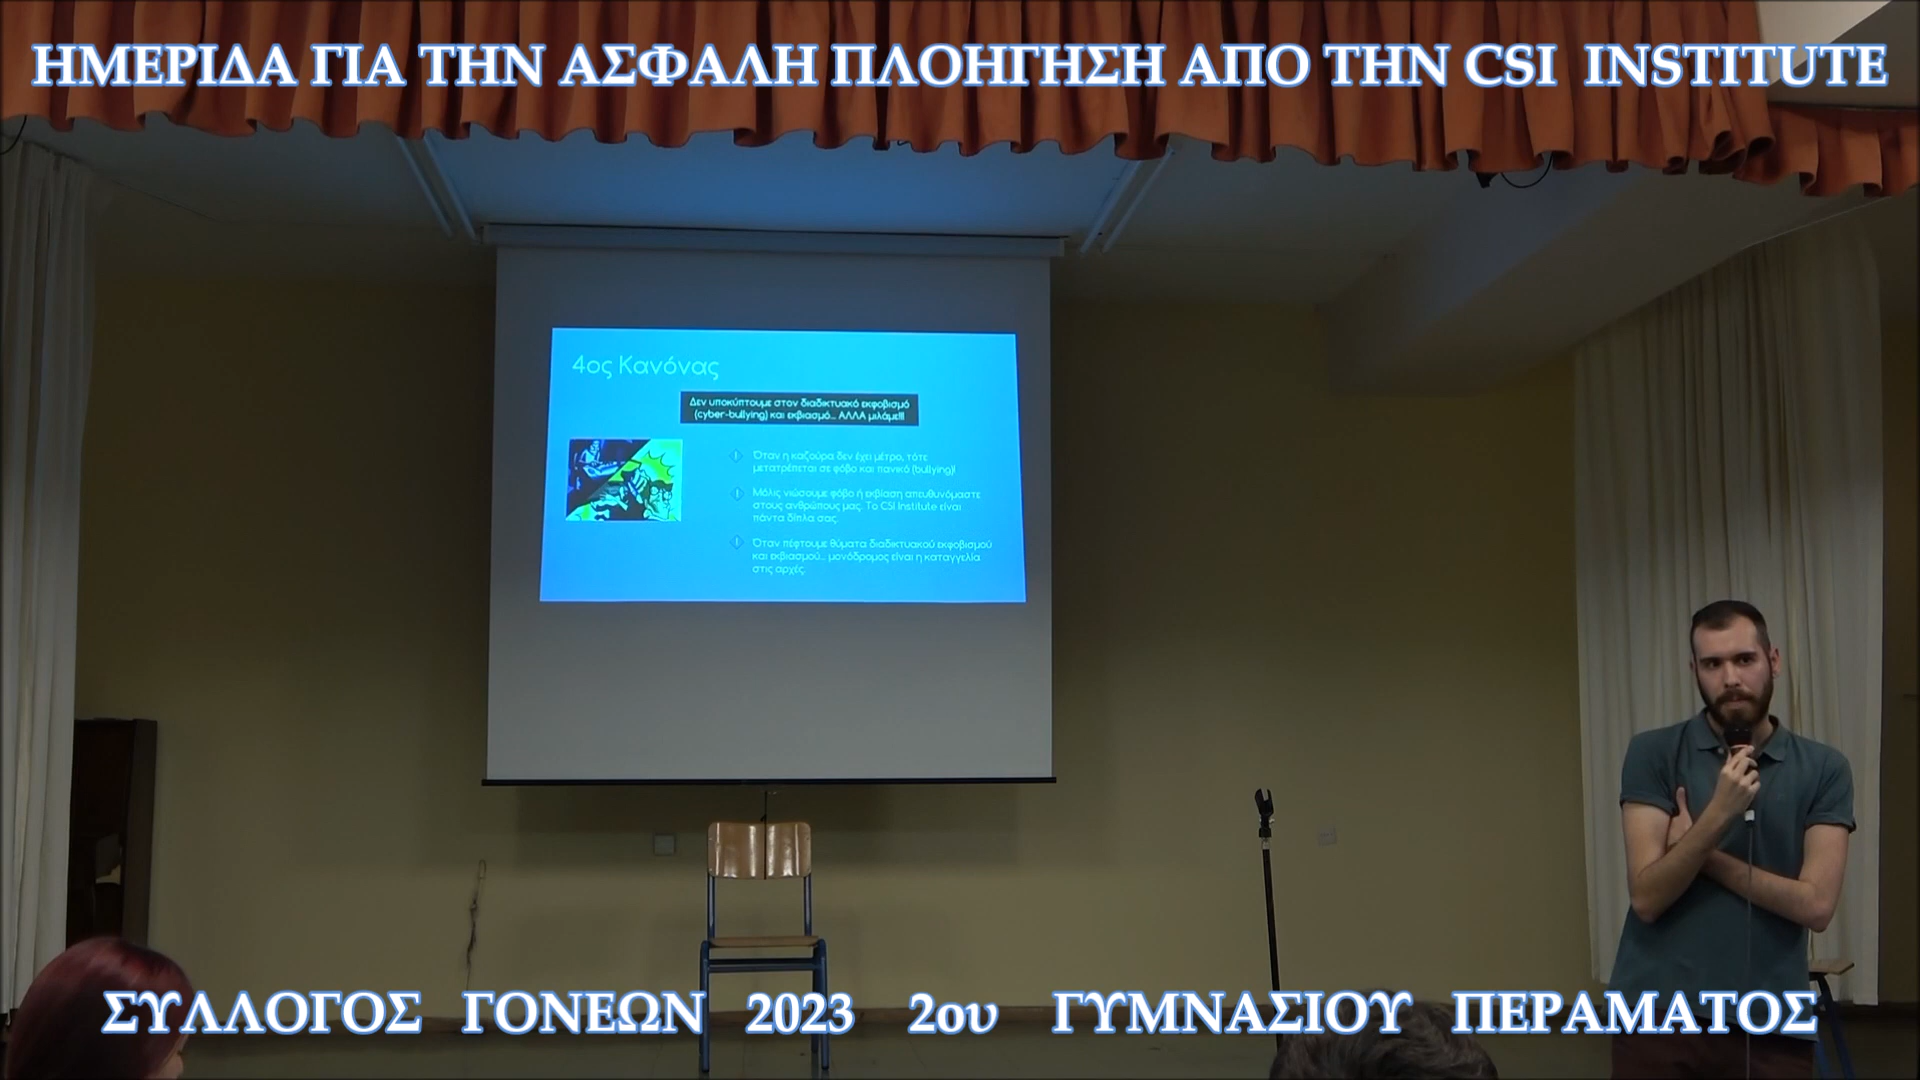 ΗΜΕΡΙΔΑ ΓΙΑ ΤΗΝ ΑΣΦΑΛΗ ΠΛΟΗΓΗΣΗ ΑΠΟ ΤΗΝ CSI INSTITUTE
4ος Κανόνας
Δεν υποκύπτουμε στον διαδικτυακό εκφοβισμό
(cyber-bullying) και εκβιασμό... ΑΛΛΑ μιλάμε!!!
Όταν η καζούρα δεν έχει μέτρο, τότε
μετατρέπεται σε φόβο και πανικό (bullying)!
Μόλις νιώσουμε φόβο ή εκβίαση απευθυνόμαστε
στους ανθρώπους μας. Το CSI Institute είναι
πάντα δίπλα σας.
Όταν πέφτουμε θύματα διαδικτυακού εκφοβισμού
και εκβιασμού... μονόδρομος είναι η καταγγελία
στις αρχές.
ΣΥΛΛΟΓΟΣ ΓΟΝΕΩΝ 2023 2ου ΓΥΜΝΑΣΙΟΥ ΠΕΡΑΜΑΤΟΣ